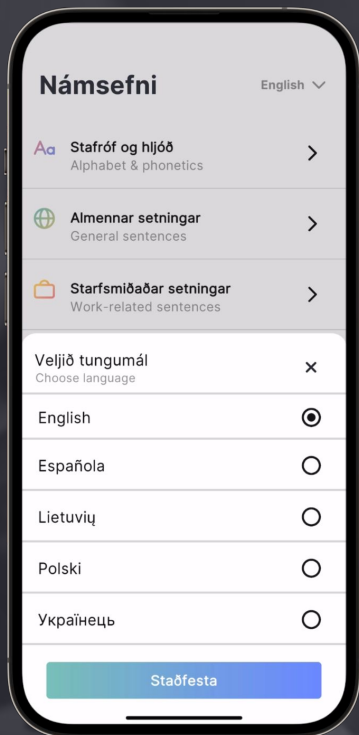 Námsefni
English
Aa
Stafróf og hljóð
Alphabet & phonetics
Almennar setningar
General sentences
Starfsmiðaðar setningar
Work-related sentences
Veljið tungumál
Choose language
English
Española
Lietuvių
Polski
Українець
Staðfesta